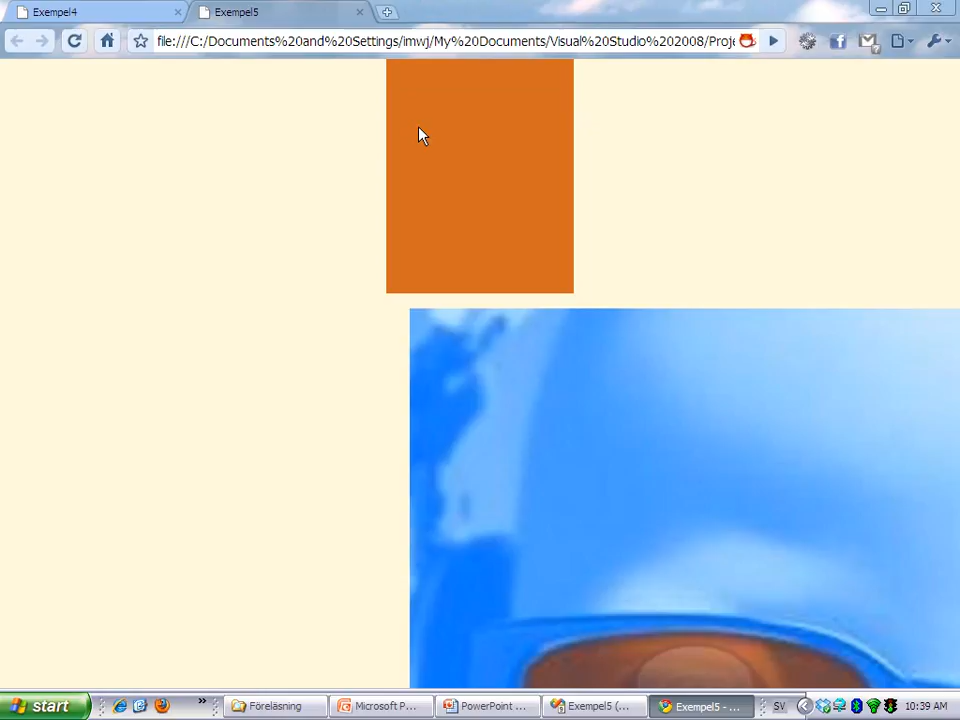 Exempel4
Exempel5
file:///C:/Documents%20and%20Settings/imwj/My%20Documents/Visual%20Studio%202008/Proje
start
Föreläsning
Microsoft P...
PowerPoint ...
Exempel5 (...
Exempel5 - ...
SV
10:39 AM